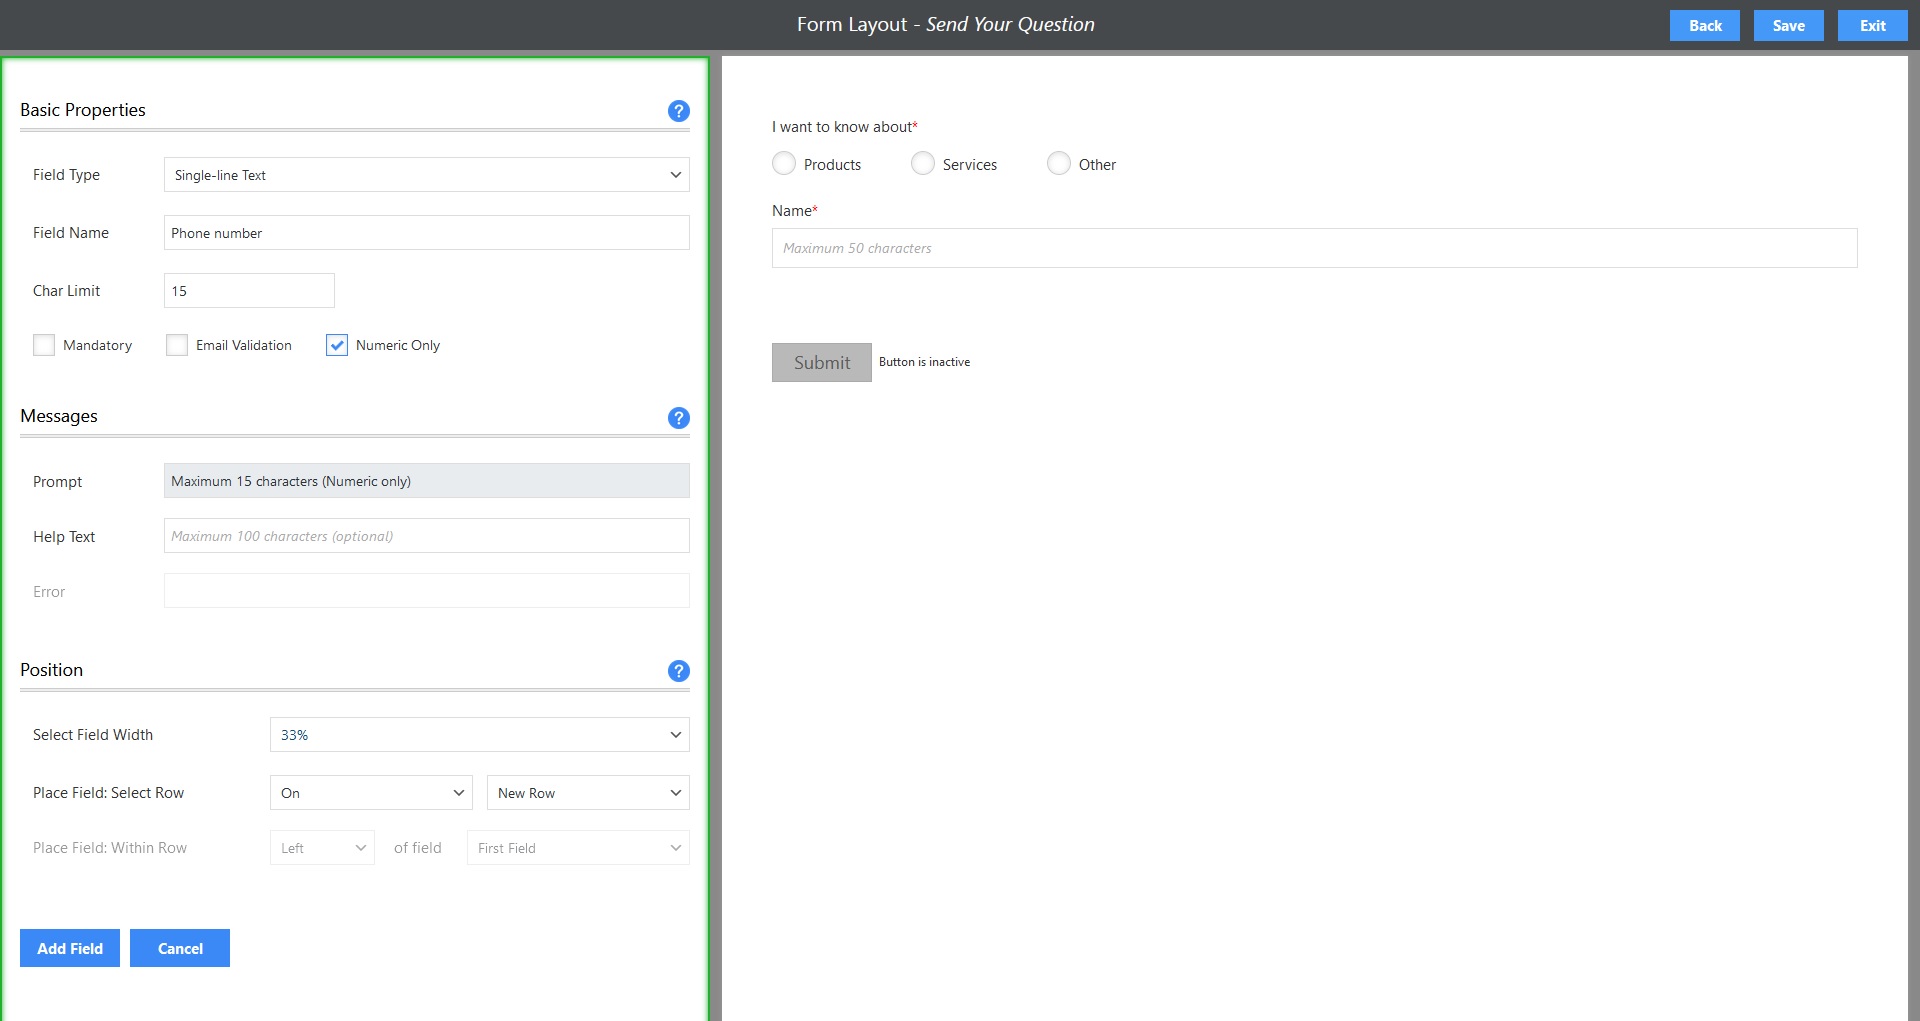 Form Layout - Send Your Question
Back
Save
Exit
Basic Properties
?
Field Type
Single-line Text
Field Name
Phone number
Char Limit
15
Mandatory
Email Validation
Numeric Only
Messages
?
Prompt
Maximum 15 characters (Numeric only)
Help Text
Maximum 100 characters (optional)
Error
Position
?
Select Field Width
33%
Place Field: Select Row
On
New Row
Place Field: Within Row
Left
of field
First Field
Add Field
Cancel
I want to know about*
Products
Services
Other
Name*
Maximum 50 characters
Submit
Button is inactive